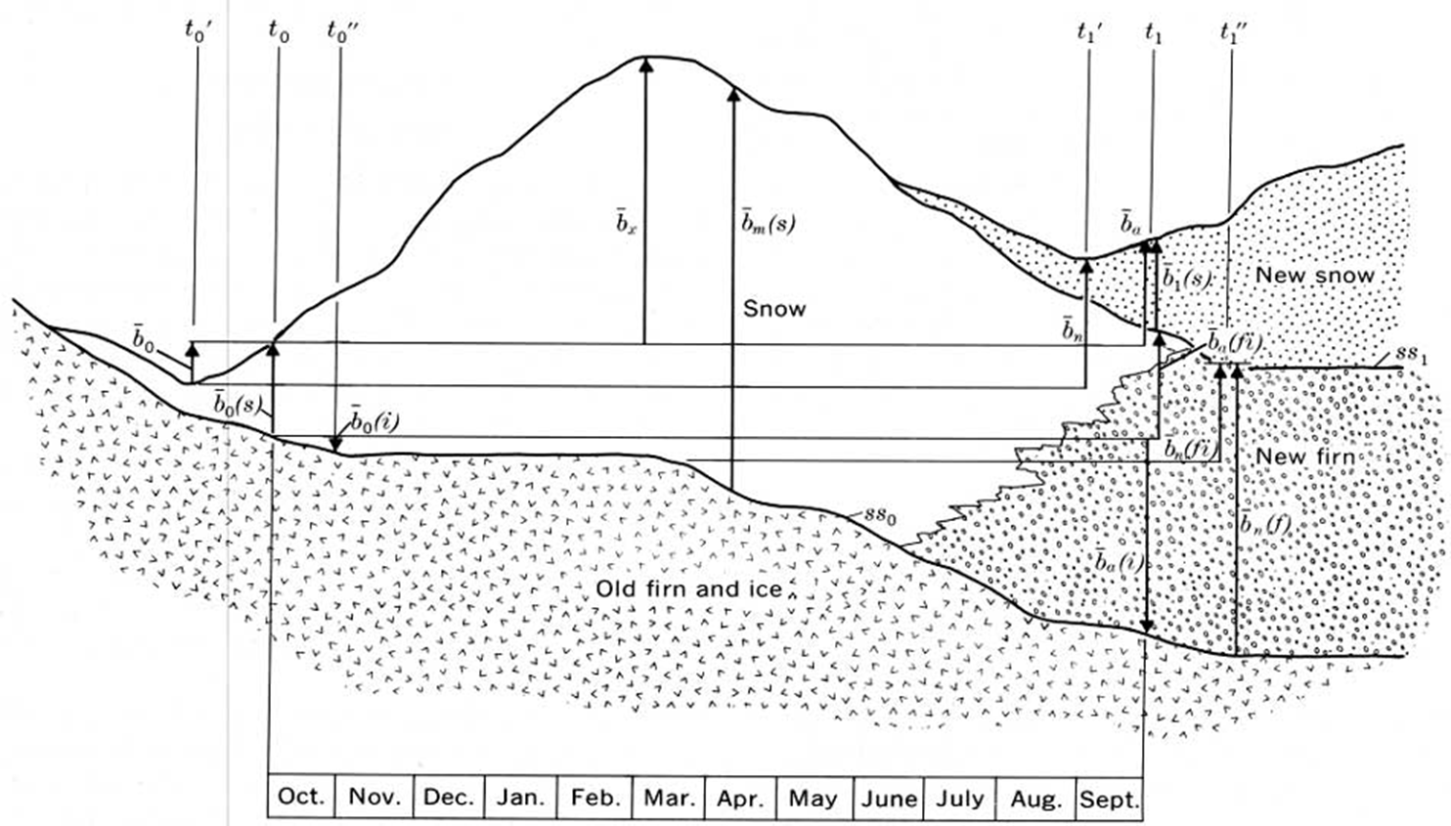 t₀′ t₀ t₀″ t₁′ t₁ t₁″
b̄ₓ b̄ₘ(s) b̄ₐ
b̄₁(s) New snow
Snow
b̄₀ b̄ₙ b̄ₐ(fi) ss₁
b̄₀(s) b̄₀(i)
b̄ₙ(fi) New firn
ss₀ b̄ₙ(f)
b̄ₐ(i)
Old firn and ice
Oct. Nov. Dec. Jan. Feb. Mar. Apr. May June July Aug. Sept.